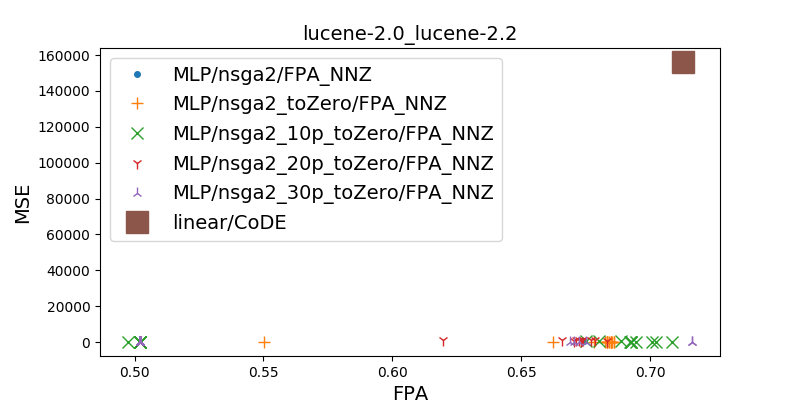 lucene-2.0_lucene-2.2
160000
140000
120000
100000
80000
60000
40000
20000
0
MSE
MLP/nsga2/FPA_NNZ
MLP/nsga2_toZero/FPA_NNZ
MLP/nsga2_10p_toZero/FPA_NNZ
MLP/nsga2_20p_toZero/FPA_NNZ
MLP/nsga2_30p_toZero/FPA_NNZ
linear/CoDE
0.50 0.55 0.60 0.65 0.70
FPA